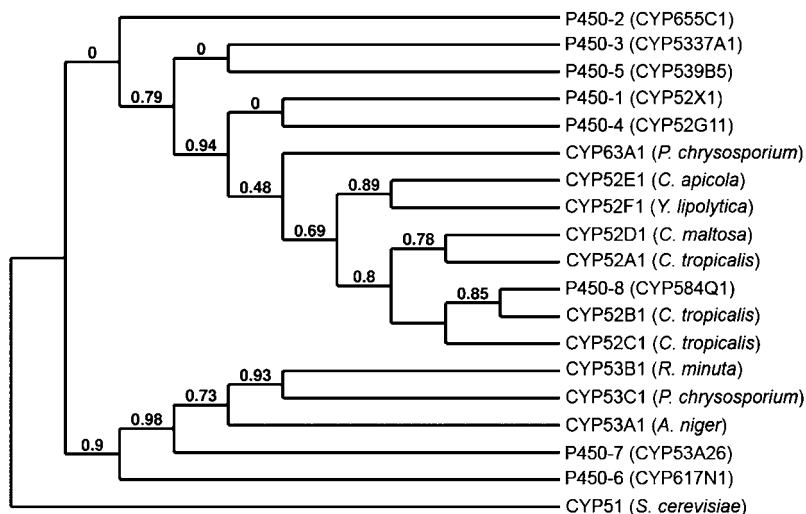 P450-2 (CYP655C1)
0
0
P450-3 (CYP5337A1)
P450-5 (CYP539B5)
0.79
0
P450-1 (CYP52X1)
P450-4 (CYP52G11)
0.94
CYP63A1 (P. chrysosporium)
0.48
0.89
CYP52E1 (C. apicola)
CYP52F1 (Y. lipolytica)
0.69
0.78
CYP52D1 (C. maltosa)
CYP52A1 (C. tropicalis)
0.8
0.85
P450-8 (CYP584Q1)
CYP52B1 (C. tropicalis)
CYP52C1 (C. tropicalis)
0.93
CYP53B1 (R. minuta)
0.73
CYP53C1 (P. chrysosporium)
0.98
CYP53A1 (A. niger)
0.9
P450-7 (CYP53A26)
P450-6 (CYP617N1)
CYP51 (S. cerevisiae)